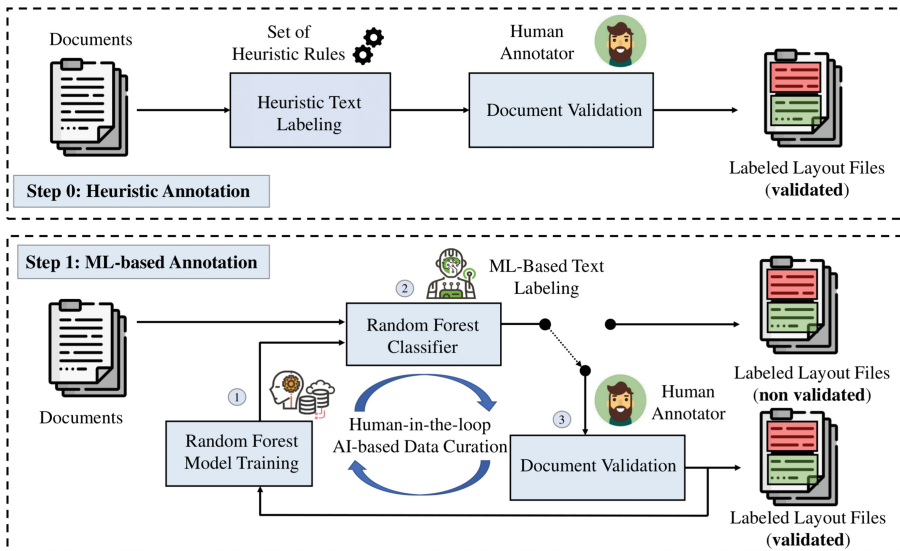 Documents
Set of
Heuristic Rules
Human
Annotator
Heuristic Text
Labeling
Document Validation
Labeled Layout Files
(validated)
Step 0: Heuristic Annotation
Step 1: ML-based Annotation
2
ML-Based Text
Labeling
Random Forest
Classifier
Documents
1
Labeled Layout Files
(non validated)
Human
Annotator
3
Human-in-the-loop
AI-based Data Curation
Random Forest
Model Training
Document Validation
Labeled Layout Files
(validated)